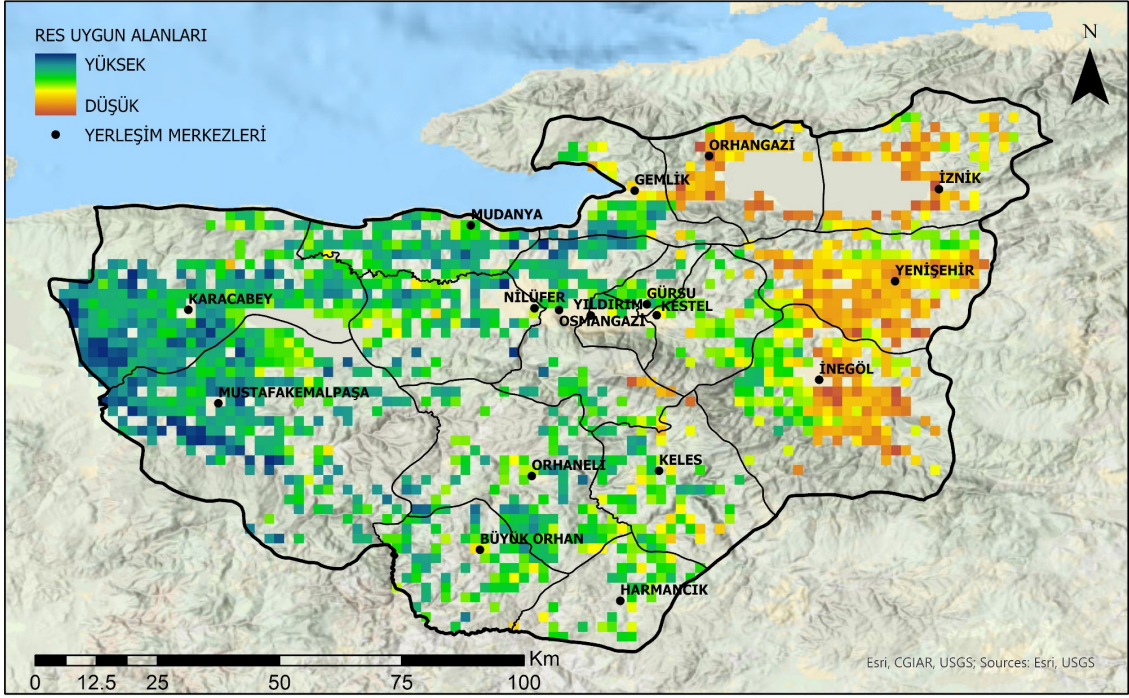 RES UYGUN ALANLARI
YÜKSEK
DÜŞÜK
YERLEŞİM MERKEZLERİ
N
ORHANGAZİ
GEMLİK
İZNİK
MUDANYA
YENİŞEHİR
KARACABEY
NİLÜFER
YILDIRIM
GÜRSU
KESTEL
OSMANGAZİ
İNEGÖL
MUSTAFAKEMALPAŞA
ORHANELİ
KELES
BÜYÜK ORHAN
HARMANCIK
Km
0 12.5 25 50 75 100
Esri, CGIAR, USGS; Sources: Esri, USGS